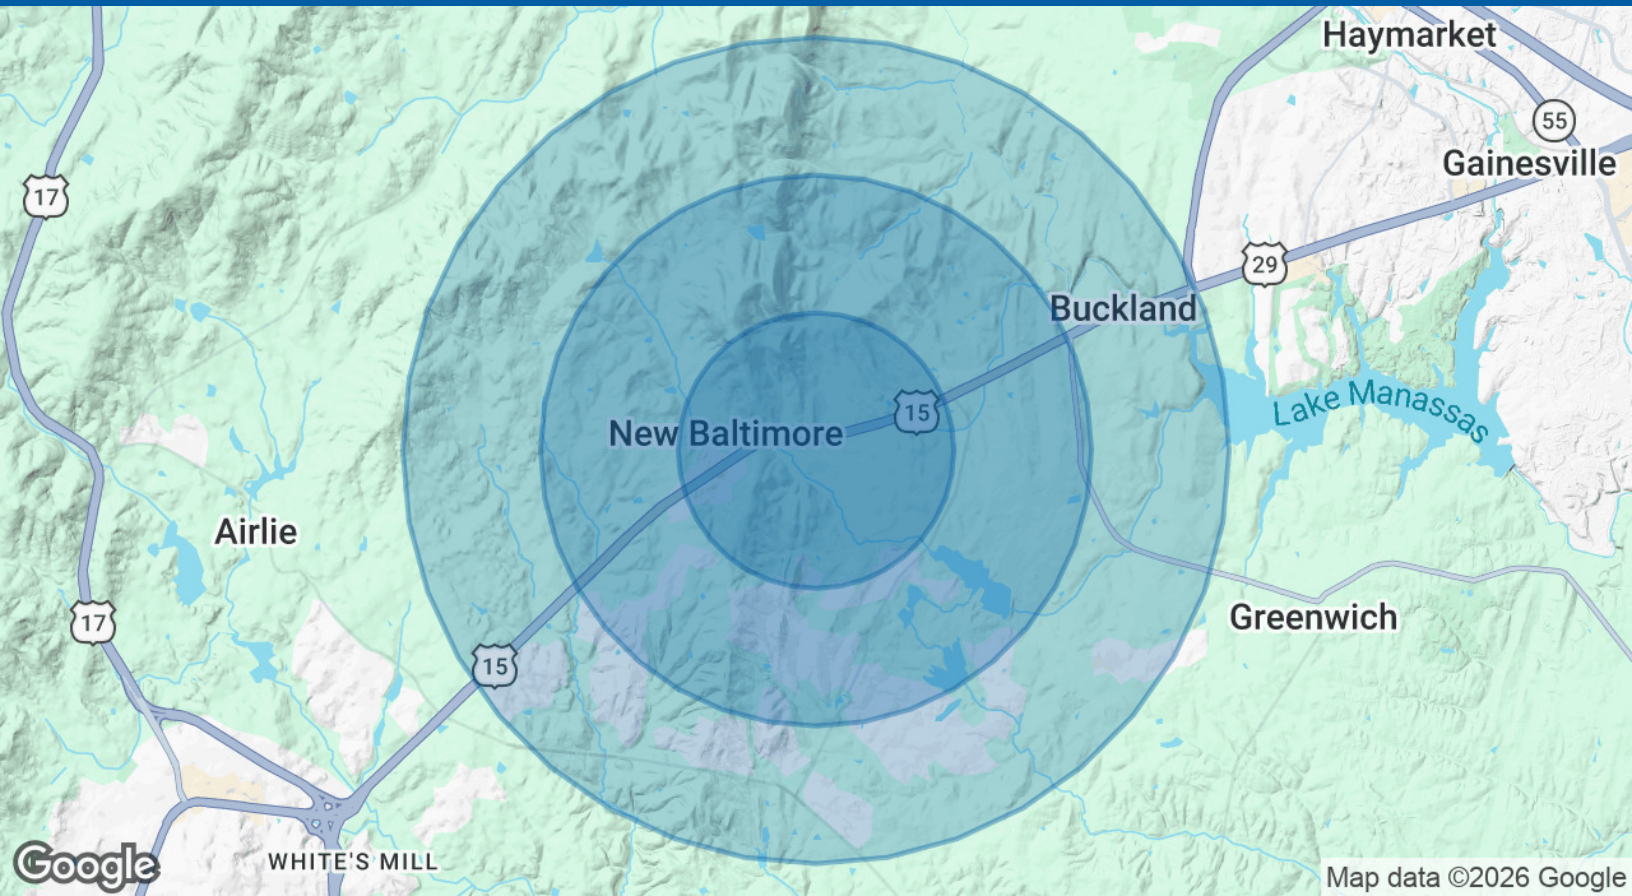 Haymarket
55
Gainesville
17
29
Buckland
Lake Manassas
15
New Baltimore
Airlie
17
Greenwich
15
WHITE'S MILL
Google
Map data ©2026 Google